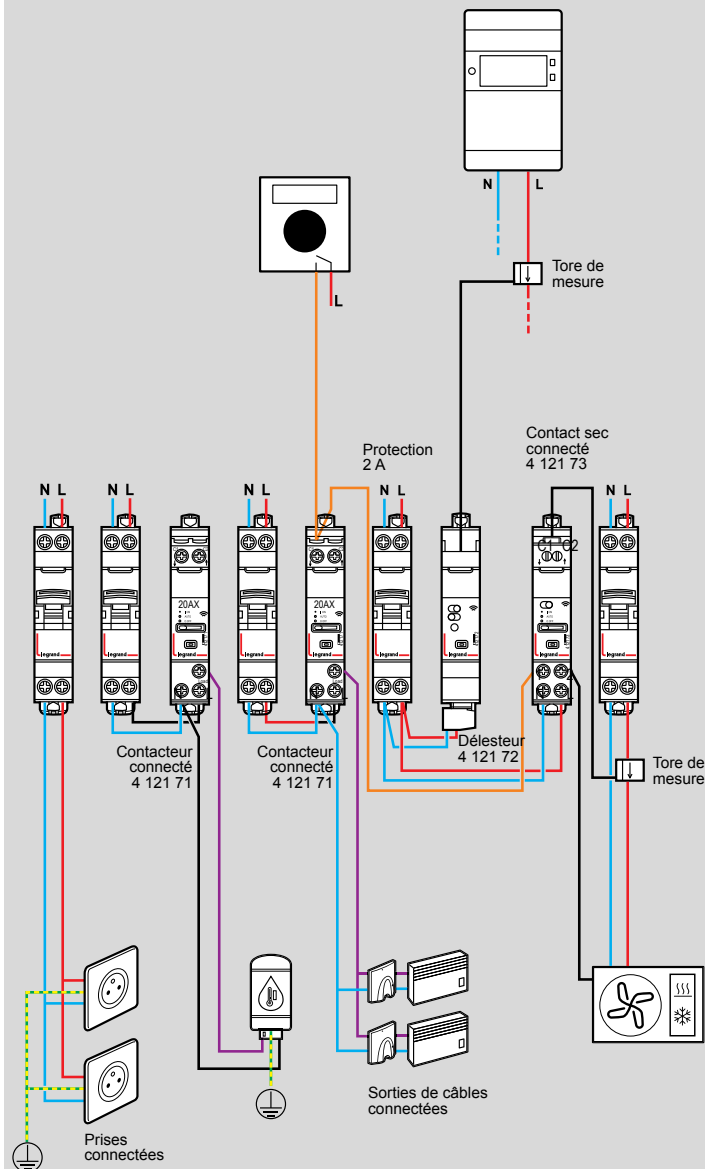 N
L
Tore de
mesure
L
Protection
2 A
Contact sec
connecté
4 121 73
N L
N L
N L
N L
N L
C1 C2
20AX
20AX
legrand
legrand
legrand
legrand
legrand
legrand
legrand
legrand
legrand
Contacteur
connecté
4 121 71
Contacteur
connecté
4 121 71
Délesteur
4 121 72
Tore de
mesure
Sorties de câbles
connectées
Prises
connectées